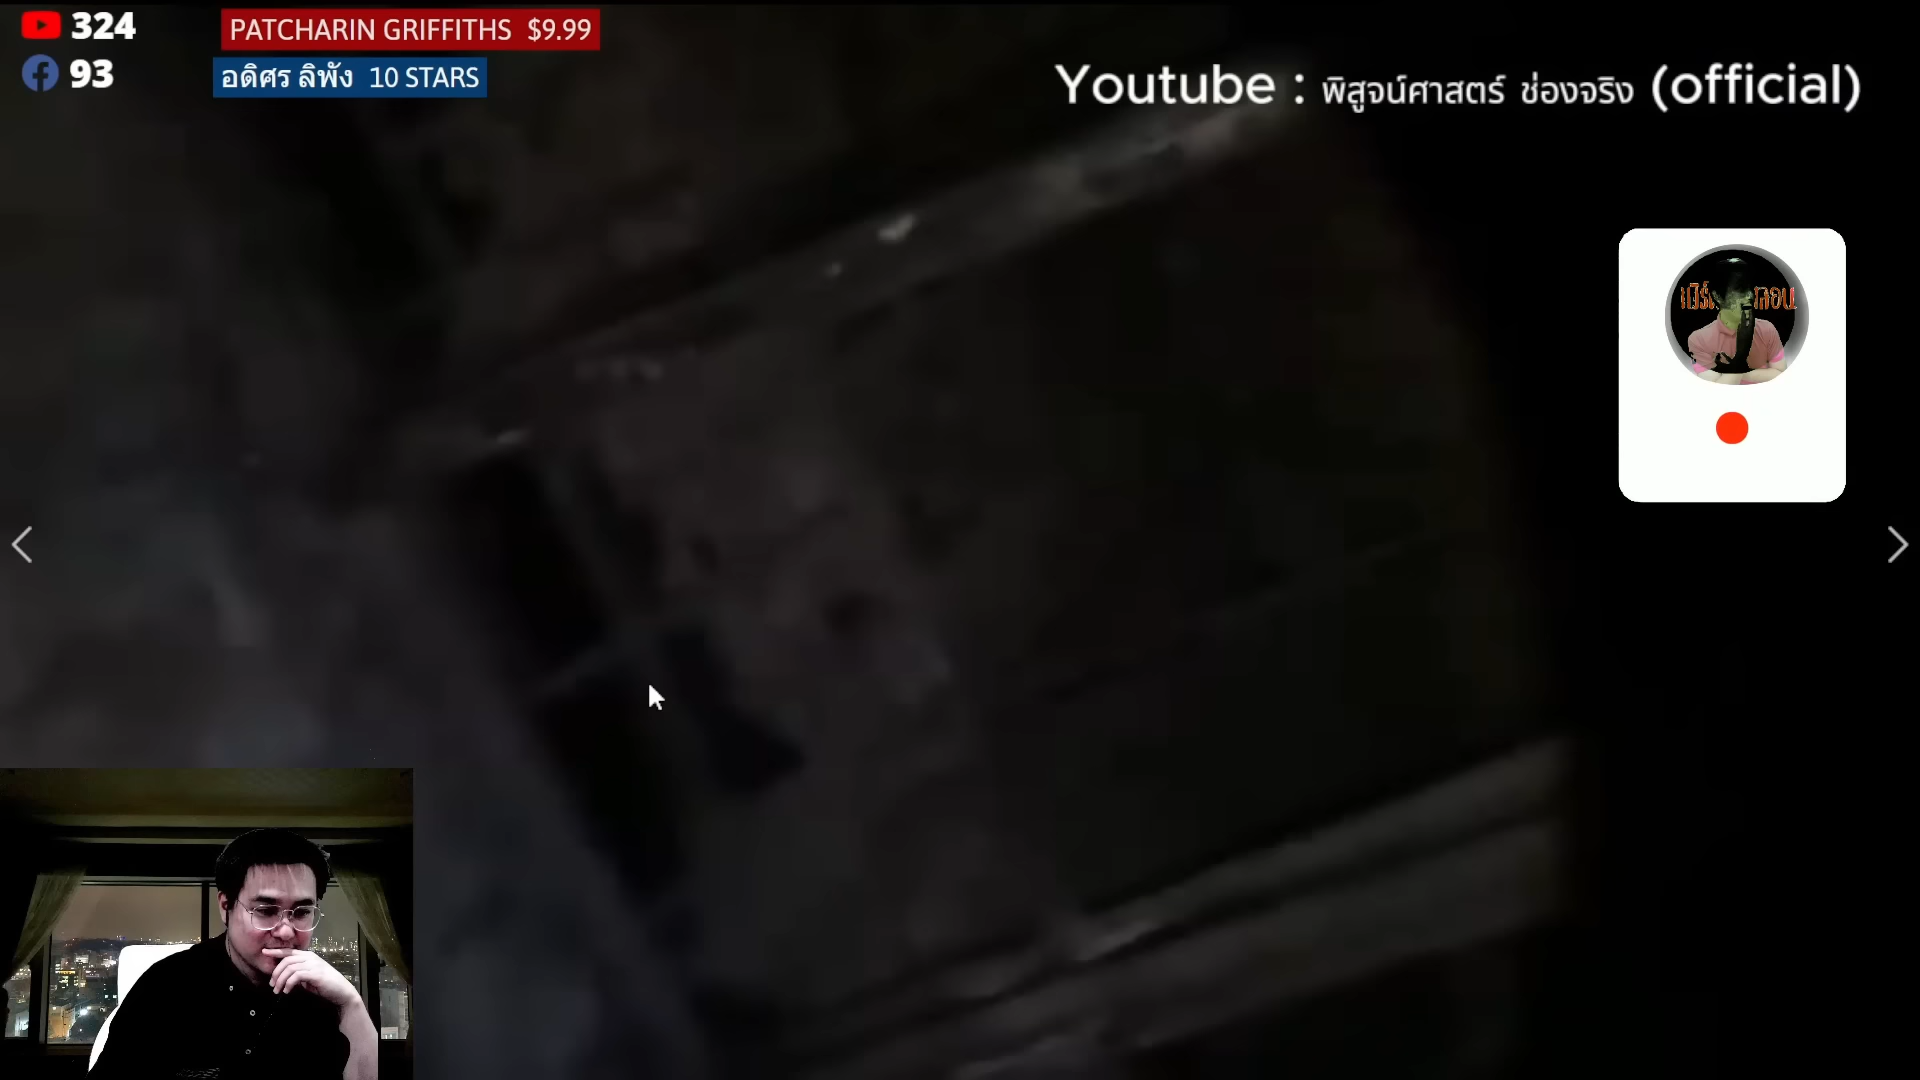 324
PATCHARIN GRIFFITHS $9.99
93
อดิศร ลิพัง 10 STARS
Youtube : พิสูจน์ศาสตร์ ช่องจริง (official)